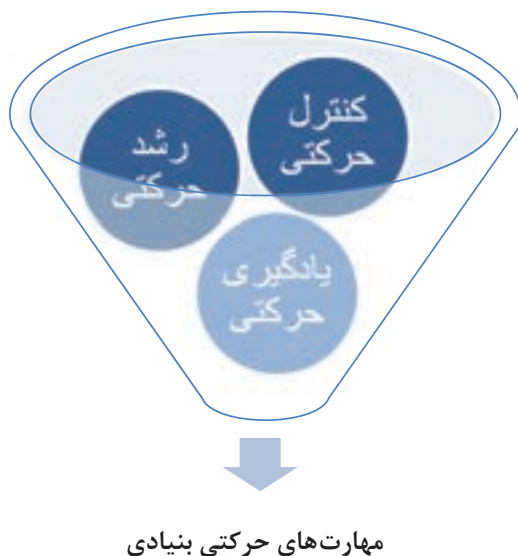 کنترل
حرکتی
رشد
حرکتی
یادگیری
حرکتی
مهارت‌های حرکتی بنیادی